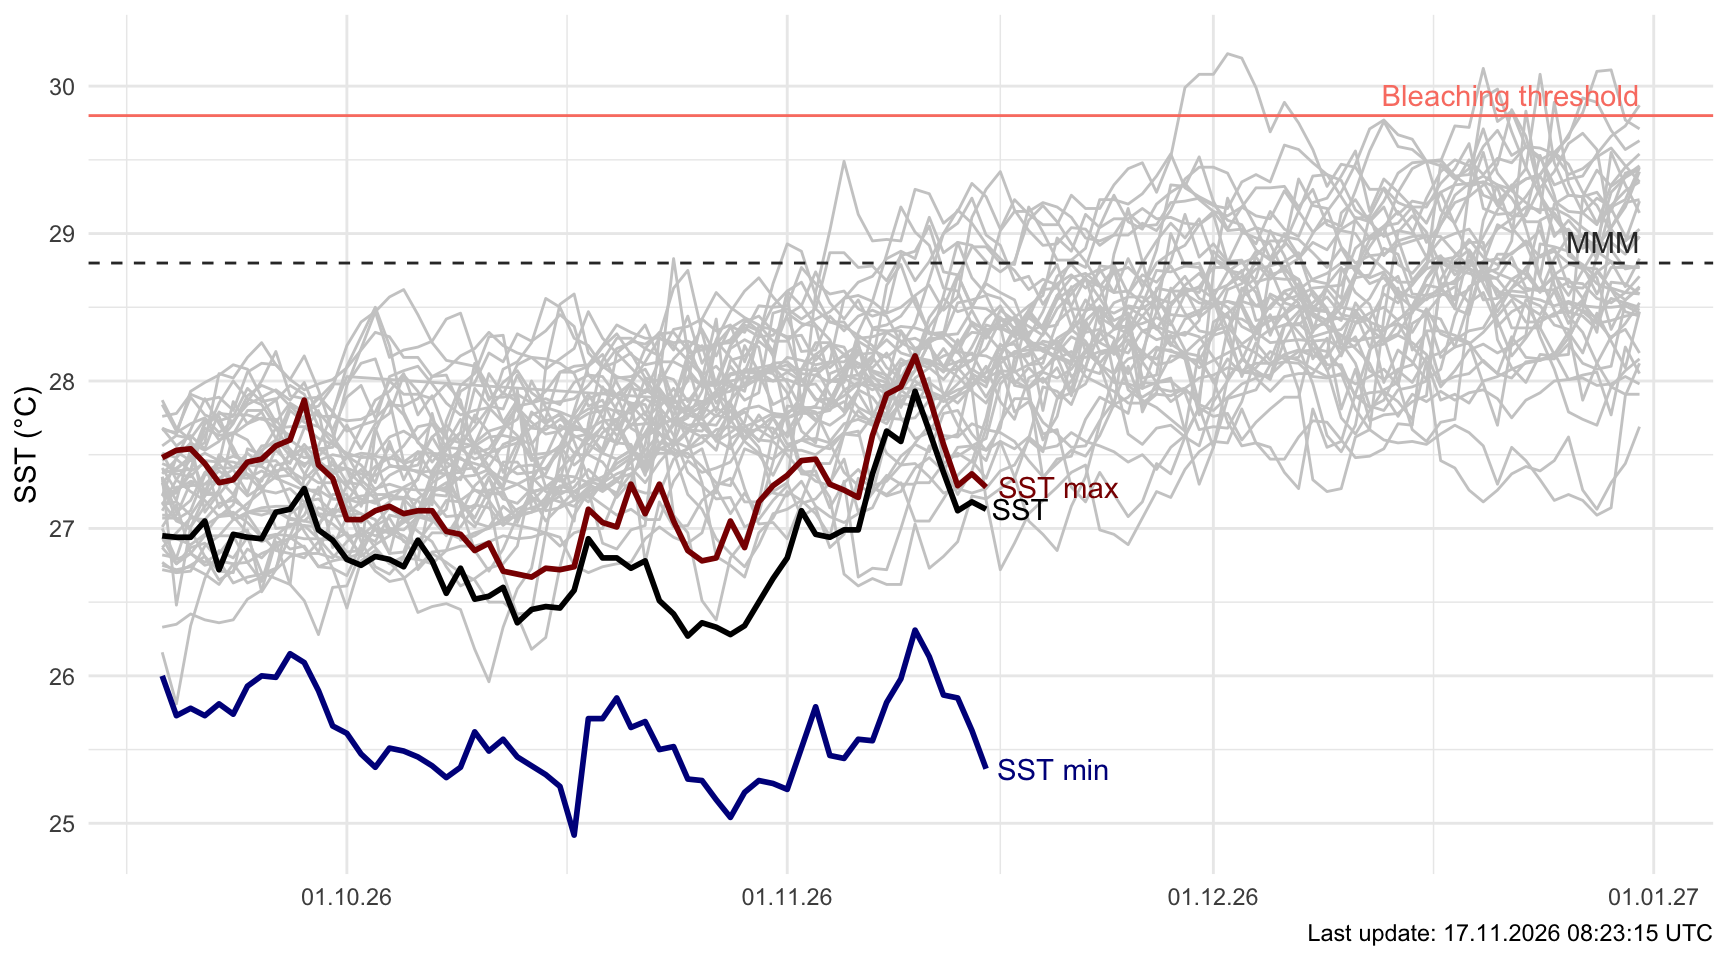 30
Bleaching threshold
29
MMM
28
SST max
SST
27
26
SST min
25
SST (°C)
01.10.26
01.11.26
01.12.26
01.01.27
Last update: 17.11.2026 08:23:15 UTC